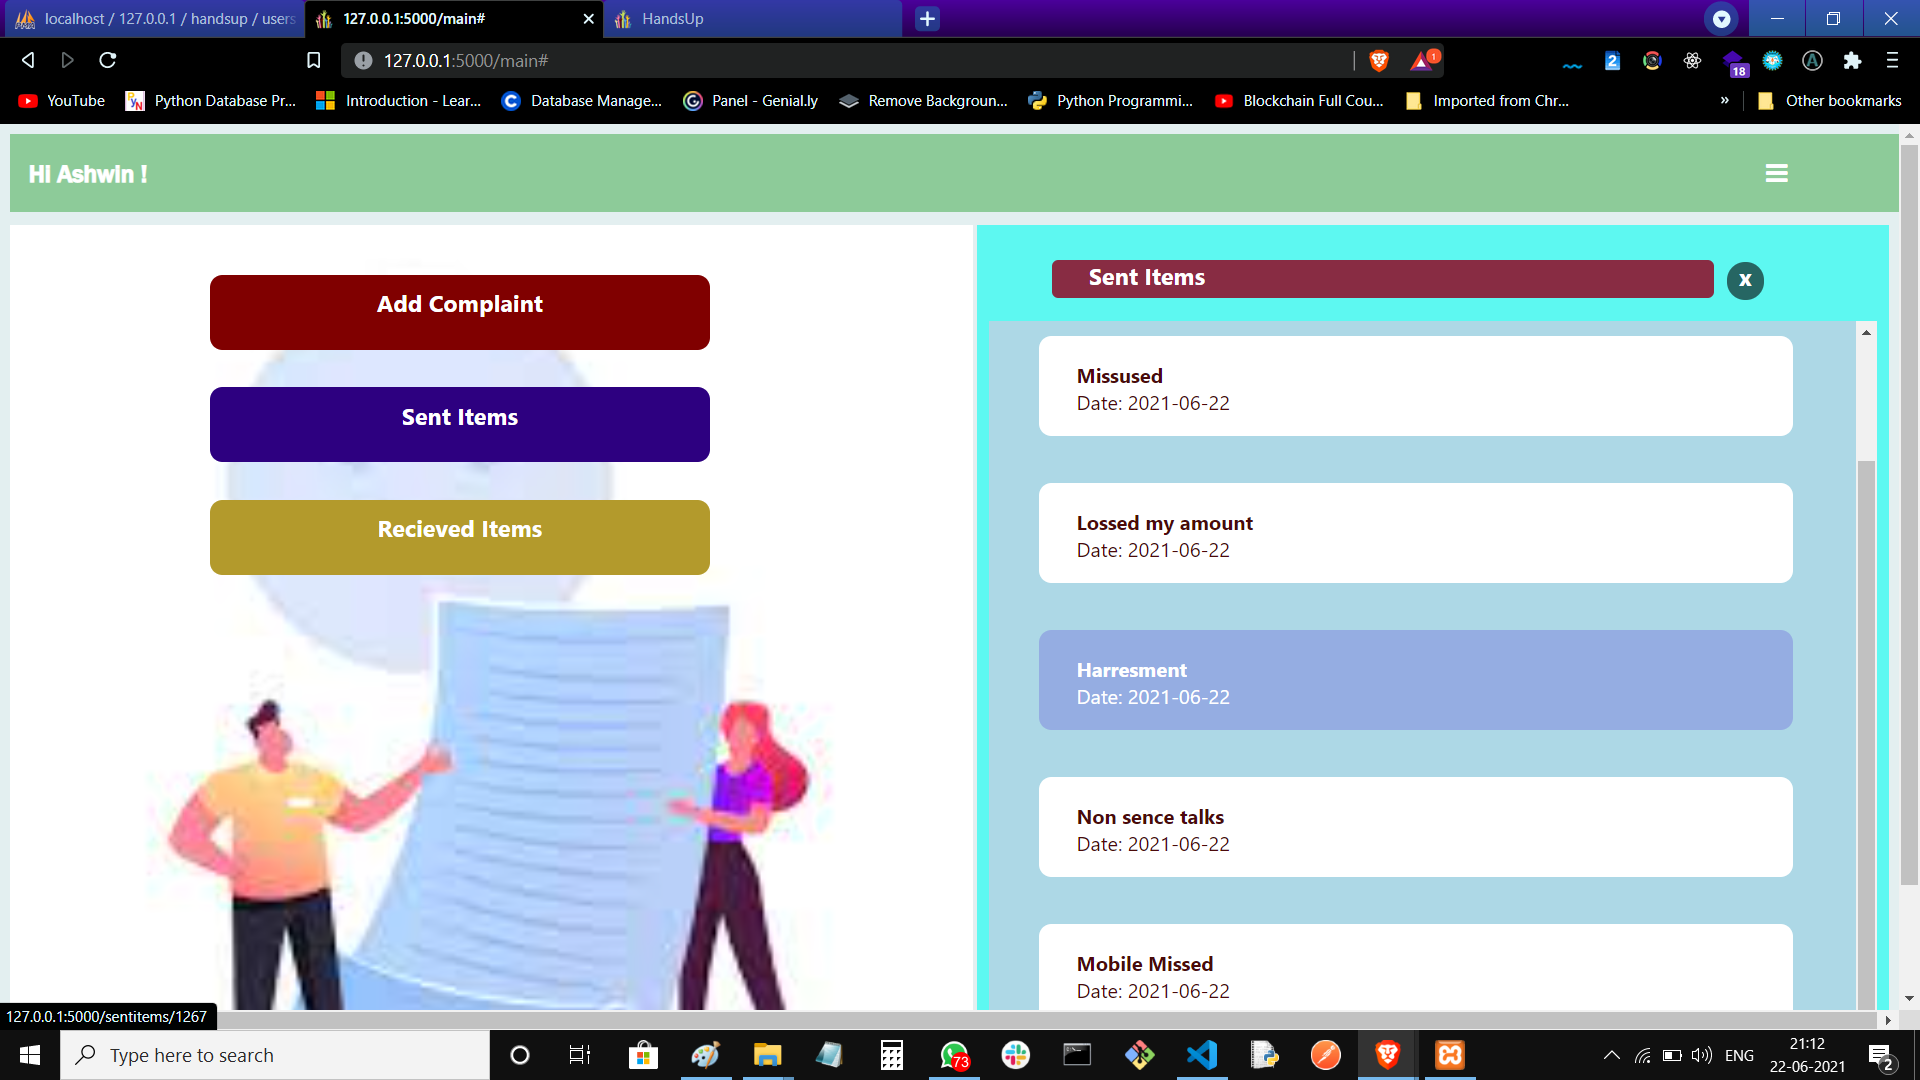 localhost / 127.0.0.1 / handsup / users
127.0.0.1:5000/main#
HandsUp
127.0.0.1:5000/main#
1
2
18
A
YouTube
Python Database Pr...
Introduction - Lear...
Database Manage...
Panel - Genial.ly
Remove Backgroun...
Python Programmi...
Blockchain Full Cou...
Imported from Chr...
»
Other bookmarks
Hi Ashwin !
Add Complaint
Sent Items
Recieved Items
Sent Items
X
Missused
Date: 2021-06-22
Lossed my amount
Date: 2021-06-22
Harresment
Date: 2021-06-22
Non sence talks
Date: 2021-06-22
Mobile Missed
Date: 2021-06-22
127.0.0.1:5000/sentitems/1267
Type here to search
73
ENG
21:12
22-06-2021
2